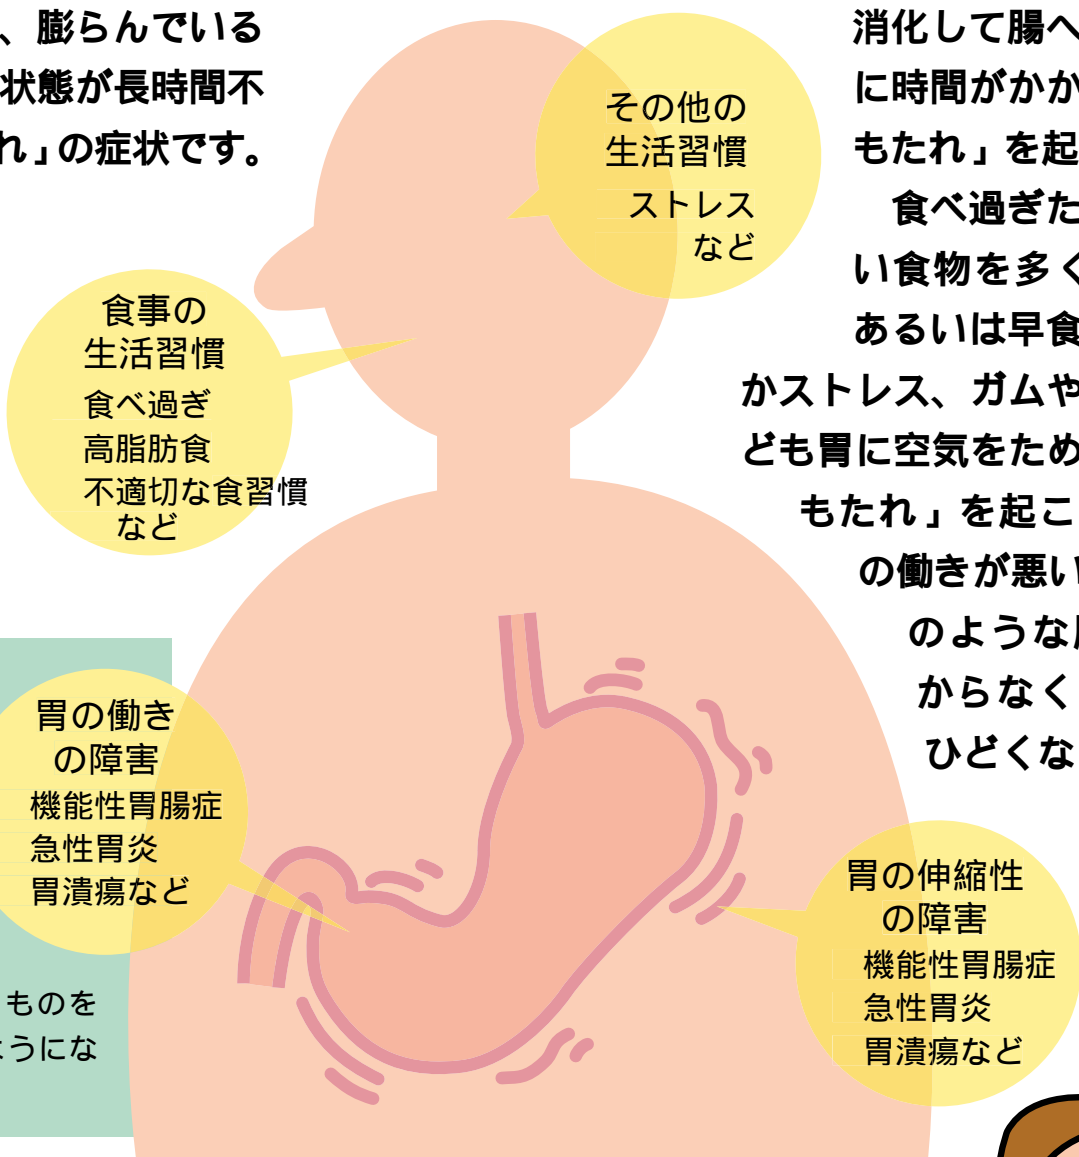 、膨らんでいる
状態が長時間不
れ」の症状です。
その他の
生活習慣
ストレス
など
食事の
生活習慣
食べ過ぎ
高脂肪食
不適切な食習慣
など
胃の働き
の障害
機能性胃腸症
急性胃炎
胃潰瘍など
ものを
ようにな
消化して腸へ
に時間がかか
もたれ」を起
食べ過ぎた
い食物を多く
あるいは早食
かストレス、ガムや
ども胃に空気をため
もたれ」を起こ
の働きが悪い
のような
からなく
ひどくな
胃の伸縮性
の障害
機能性胃腸症
急性胃炎
胃潰瘍など